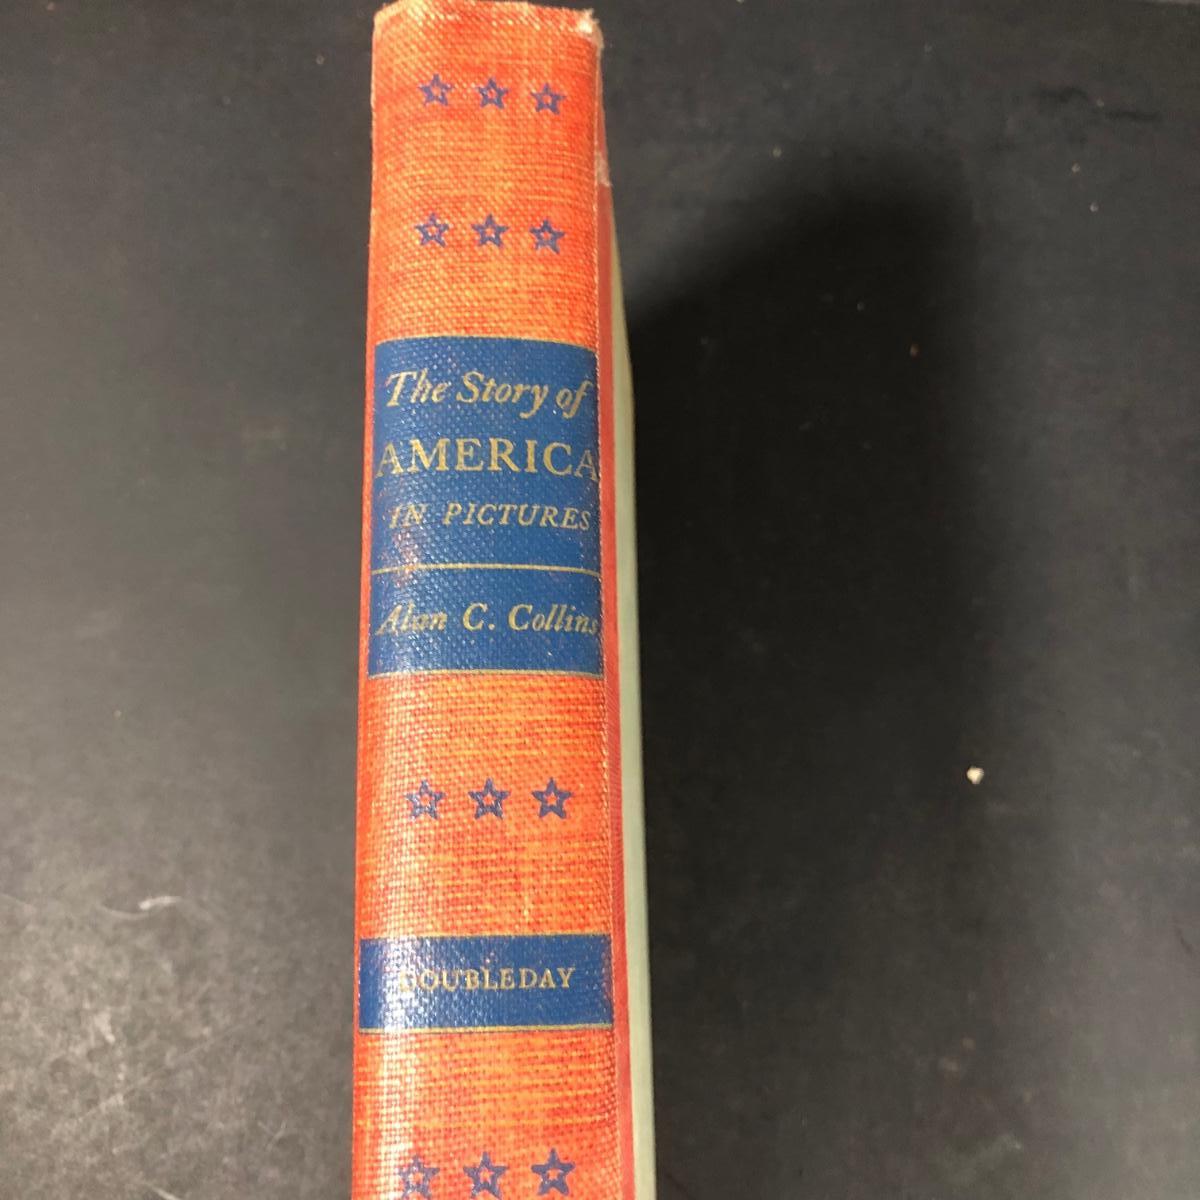 The Story of
AMERICA
IN PICTURES
Alan C. Collins
DOUBLEDAY